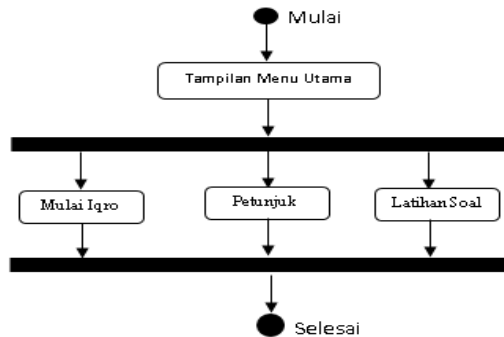 Mulai
Tampilan Menu Utama
Mulai Iqro
Petunjuk
Latihan Soal
Selesai